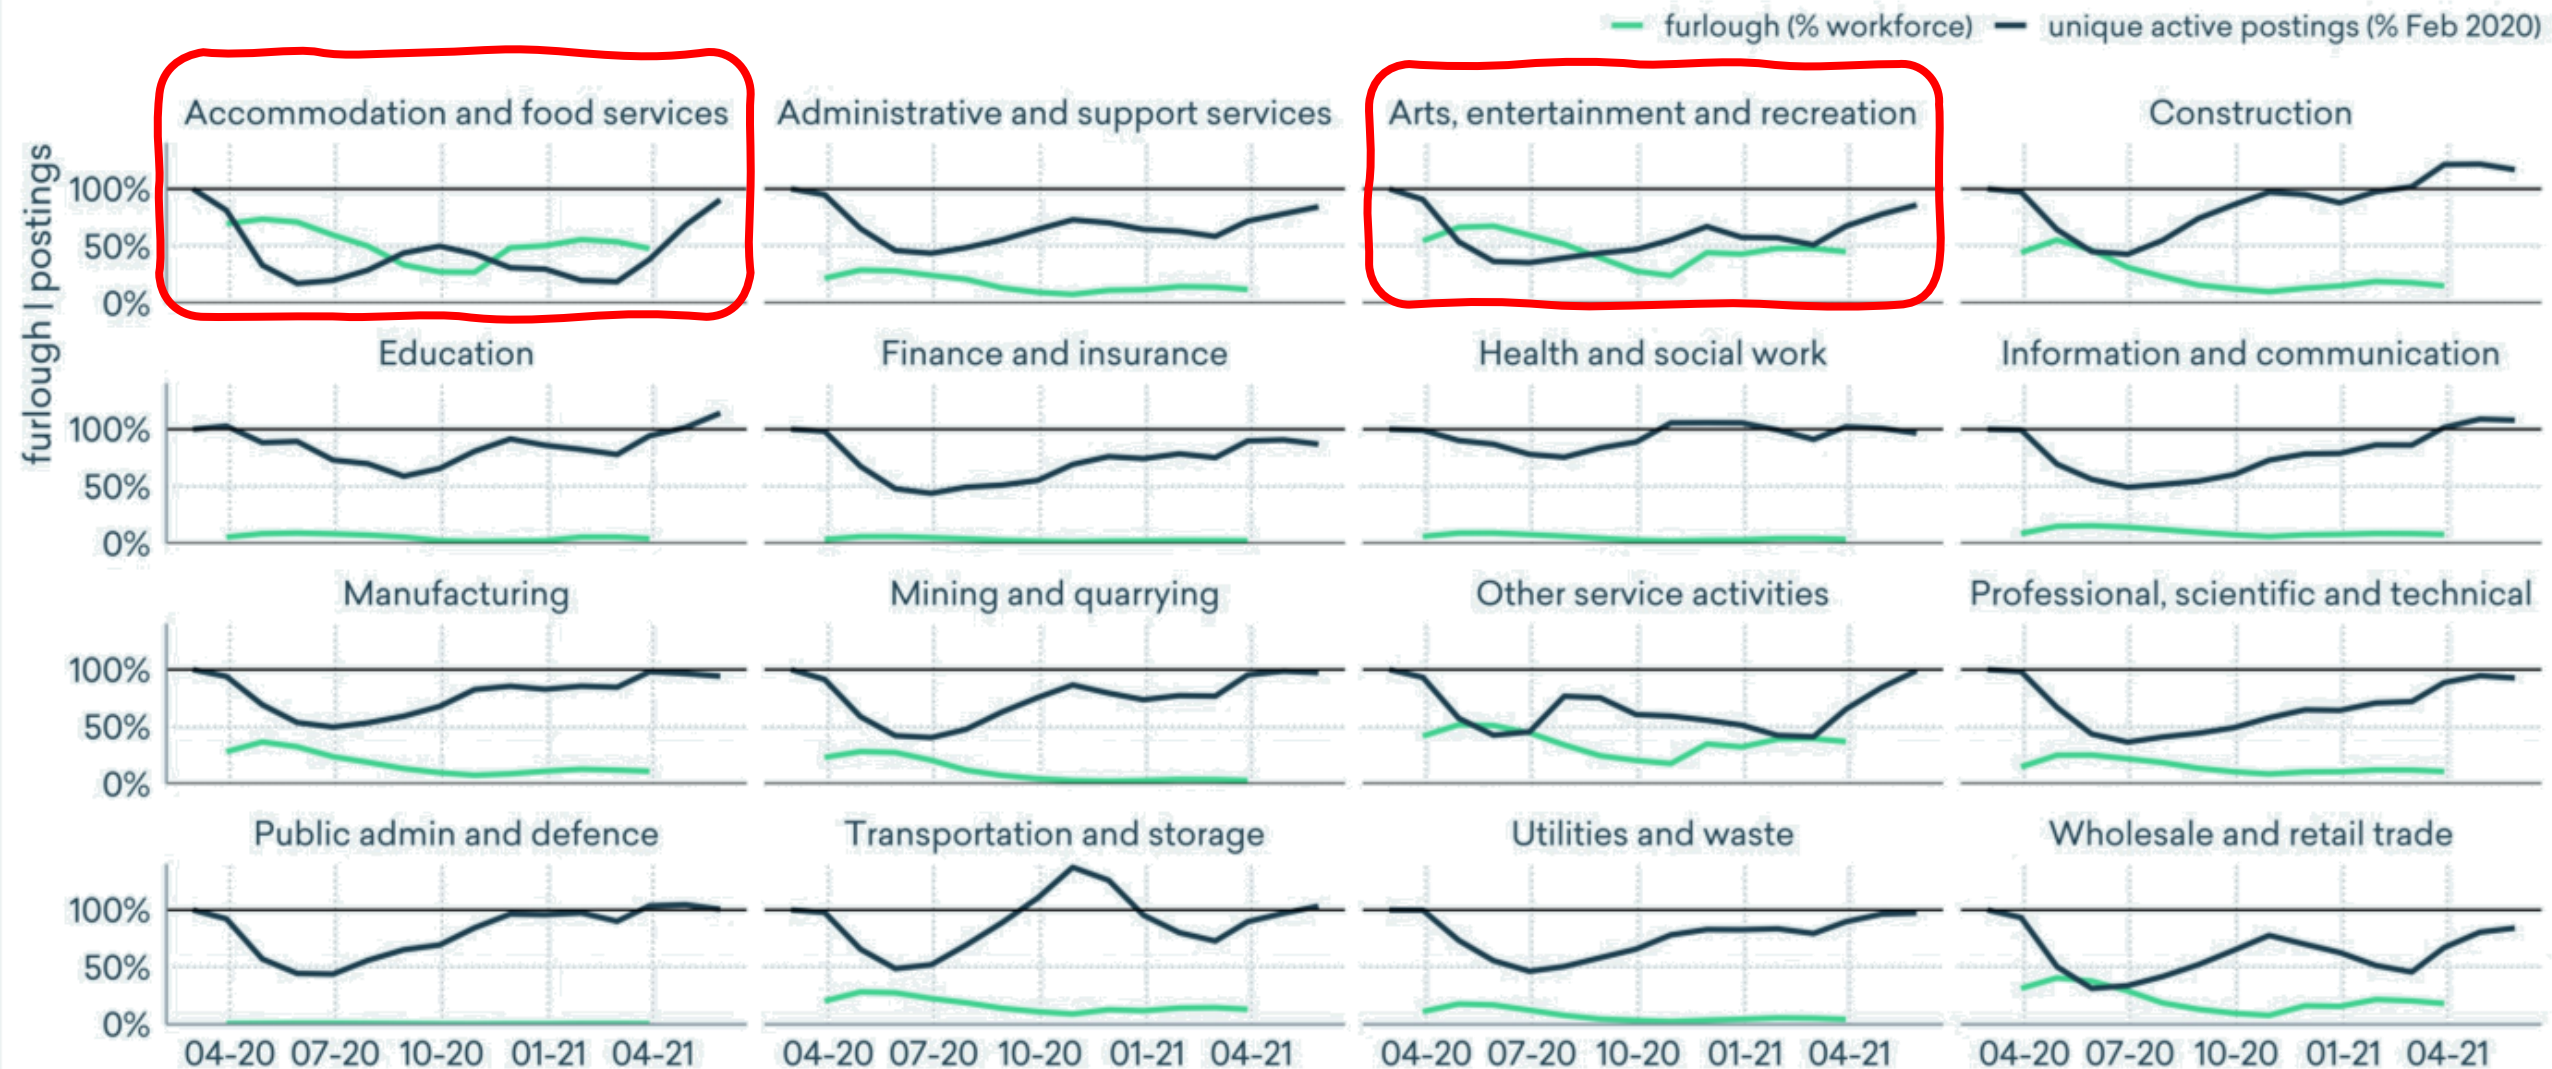 furlough (% workforce) unique active postings (% Feb 2020)
Accommodation and food services Administrative and support services Arts, entertainment and recreation Construction
furlough | postings
100%
50%
0%
Education Finance and insurance Health and social work Information and communication
100%
50%
0%
Manufacturing Mining and quarrying Other service activities Professional, scientific and technical
100%
50%
0%
Public admin and defence Transportation and storage Utilities and waste Wholesale and retail trade
100%
50%
0%
04-20 07-20 10-20 01-21 04-21 04-20 07-20 10-20 01-21 04-21 04-20 07-20 10-20 01-21 04-21 04-20 07-20 10-20 01-21 04-21